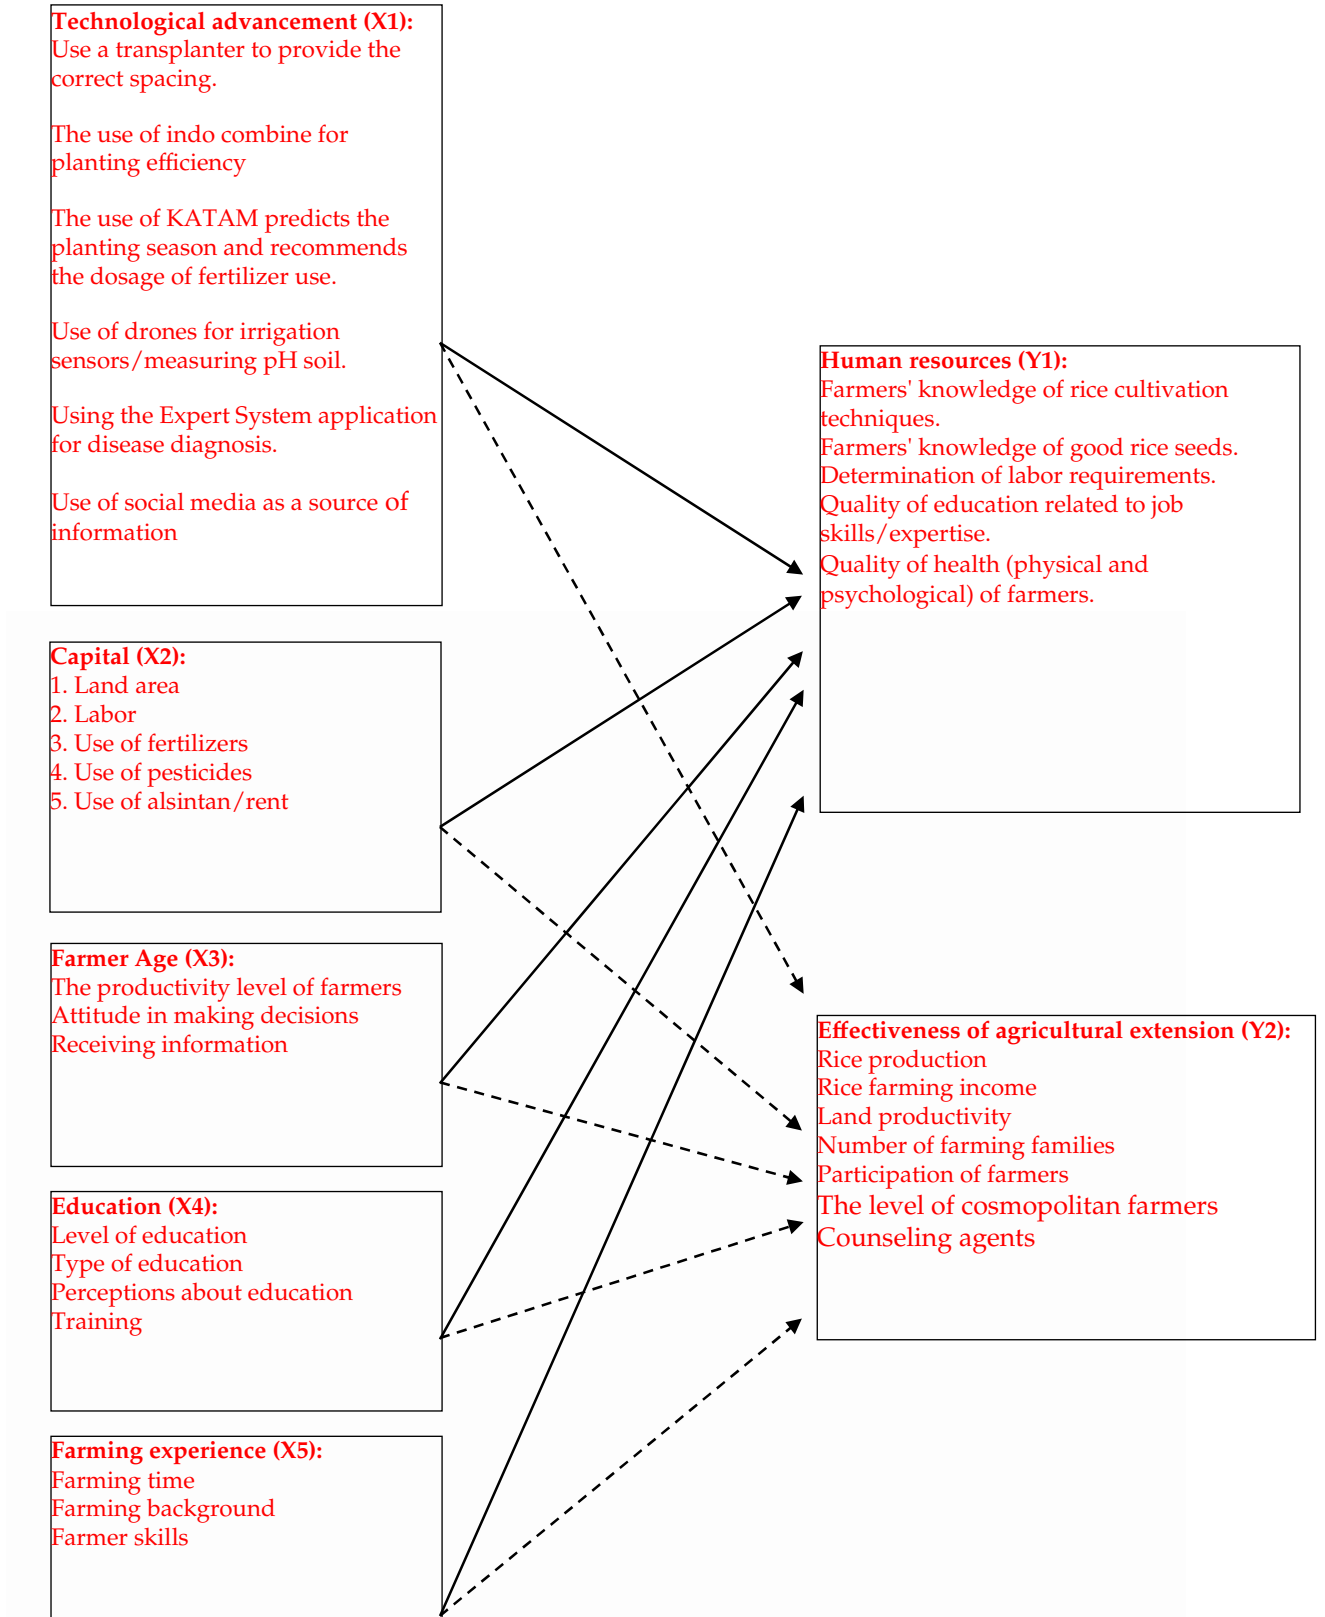 Technological advancement (X1):
Use a transplanter to provide the
correct spacing.
The use of indo combine for
planting efficiency
The use of KATAM predicts the
planting season and recommends
the dosage of fertilizer use.
Use of drones for irrigation
sensors/measuring pH soil.
Using the Expert System application
for disease diagnosis.
Use of social media as a source of
information
Capital (X2):
1. Land area
2. Labor
3. Use of fertilizers
4. Use of pesticides
5. Use of alsintan/rent
Farmer Age (X3):
The productivity level of farmers
Attitude in making decisions
Receiving information
Education (X4):
Level of education
Type of education
Perceptions about education
Training
Farming experience (X5):
Farming time
Farming background
Farmer skills
Human resources (Y1):
Farmers' knowledge of rice cultivation
techniques.
Farmers' knowledge of good rice seeds.
Determination of labor requirements.
Quality of education related to job
skills/expertise.
Quality of health (physical and
psychological) of farmers.
Effectiveness of agricultural extension (Y2):
Rice production
Rice farming income
Land productivity
Number of farming families
Participation of farmers
The level of cosmopolitan farmers
Counseling agents